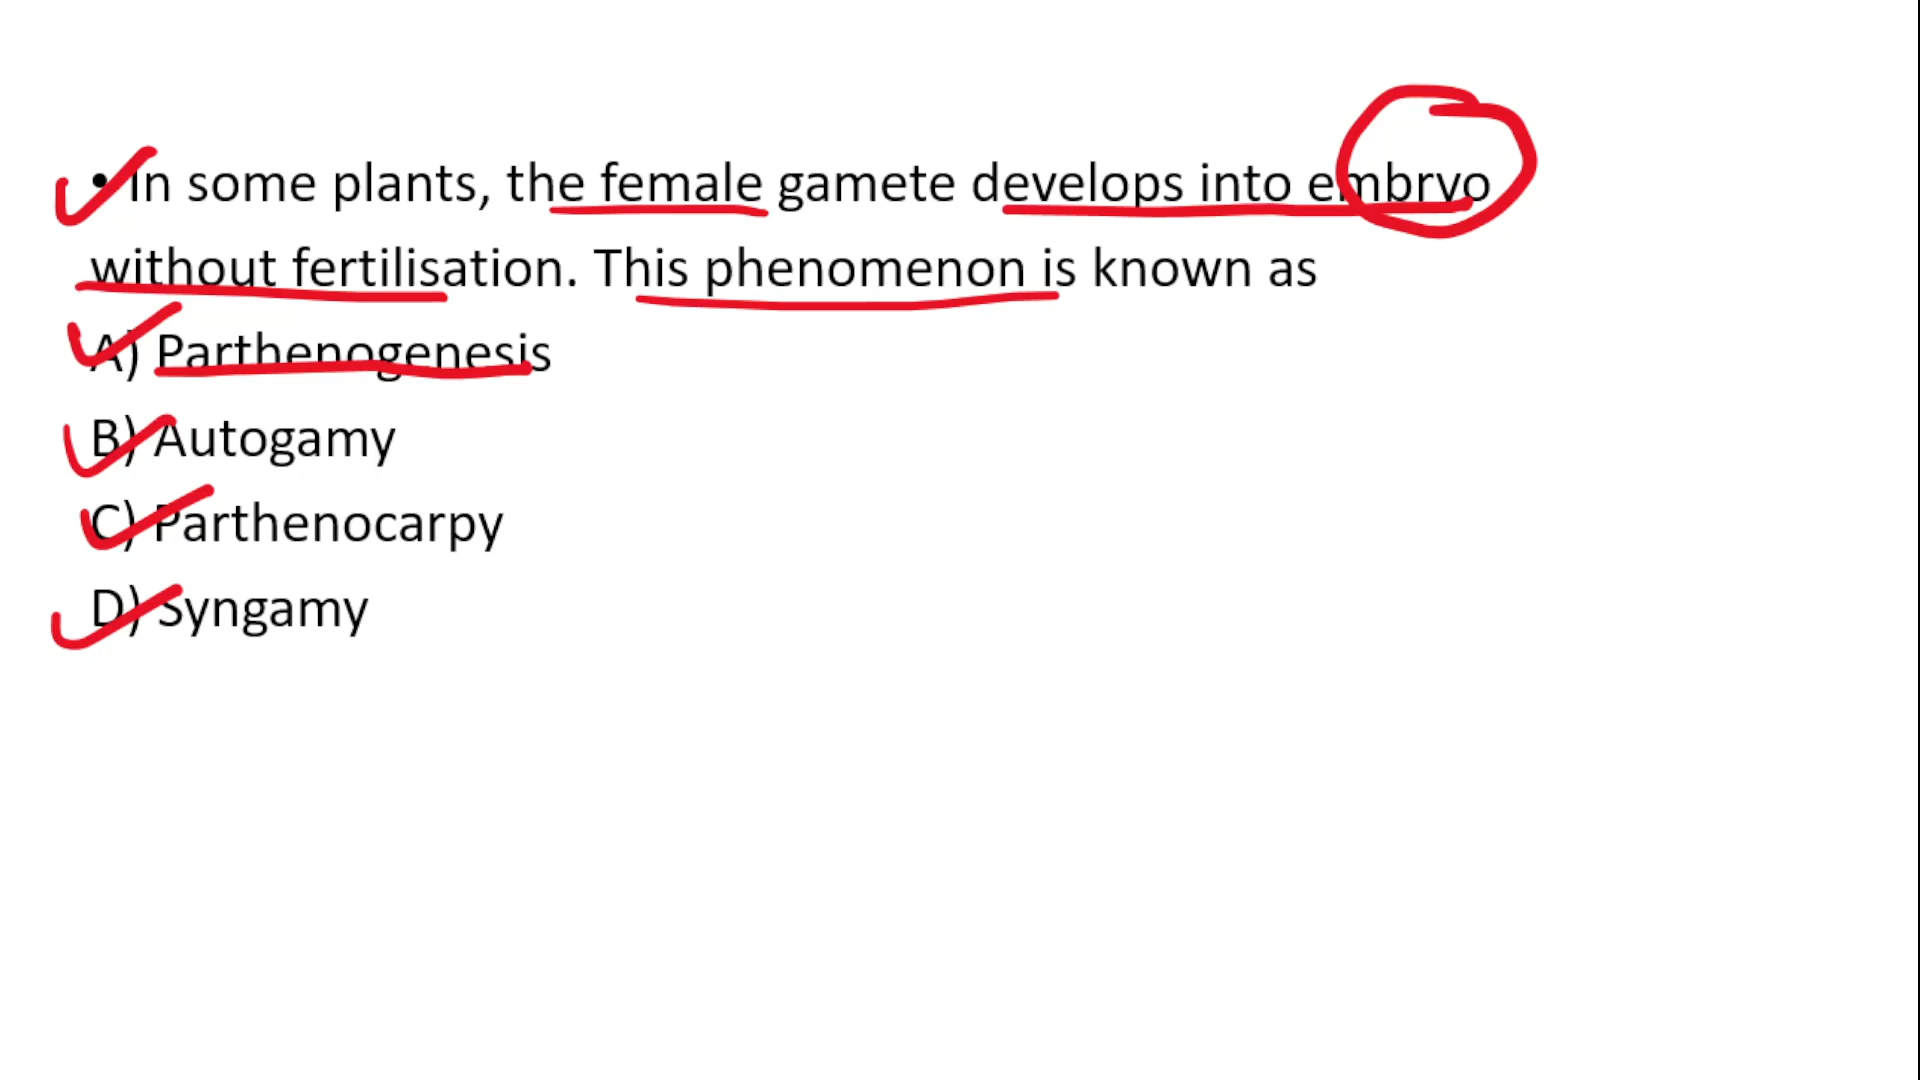 • In some plants, the female gamete develops into embryo
without fertilisation. This phenomenon is known as
A) Parthenogenesis
B) Autogamy
C) Parthenocarpy
D) Syngamy